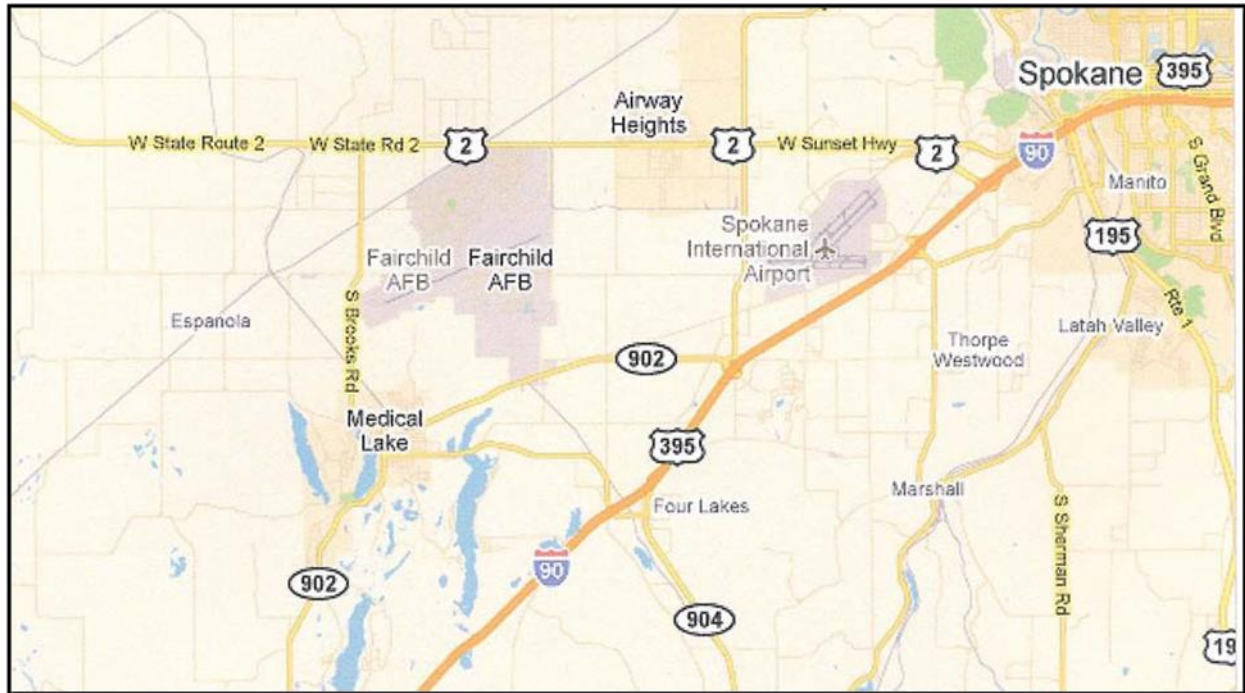 Spokane
395
Airway
Heights
W State Route 2
W State Rd 2
2
2
W Sunset Hwy
2
90
S Grand Blvd
Manito
Spokane
International
Airport
195
Fairchild
AFB
Fairchild
AFB
Rte 1
Espanola
S Brooks Rd
Latah Valley
Thorpe
Westwood
902
Medical
Lake
395
Marshall
Four Lakes
S Sherman Rd
90
902
904
19